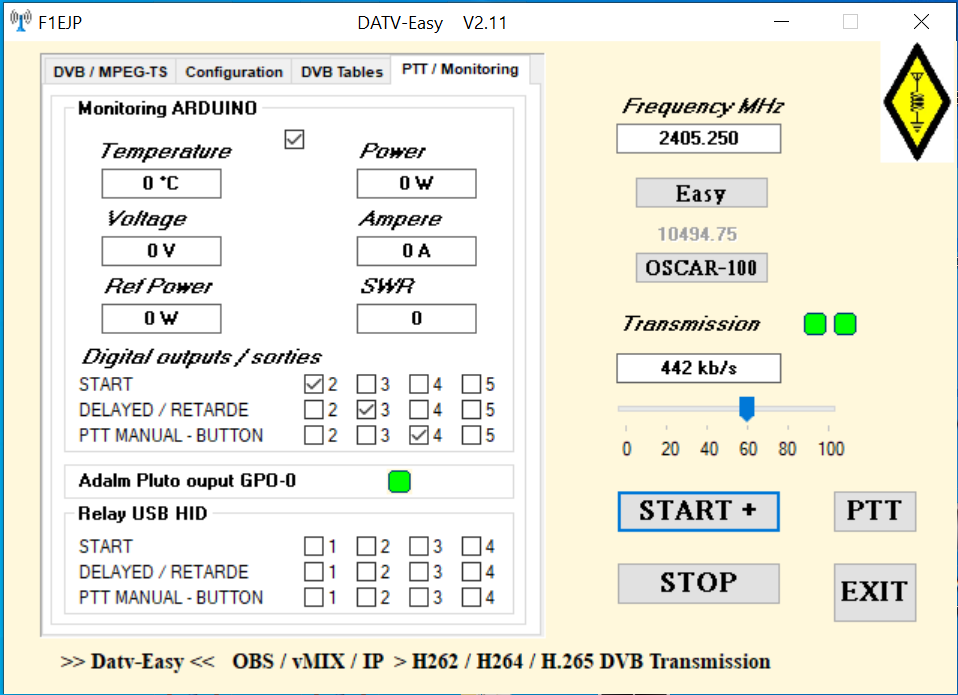 F1EJP DATV-Easy V2.11
DVB / MPEG-TS Configuration DVB Tables PTT / Monitoring
Monitoring ARDUINO
Temperature Power
0 °C 0 W
Voltage Ampere
0 V 0 A
Ref Power SWR
0 W 0
Digital outputs / sorties
START 2 3 4 5
DELAYED / RETARDE 2 3 4 5
PTT MANUAL - BUTTON 2 3 4 5
Adalm Pluto ouput GPO-0
Relay USB HID
START 1 2 3 4
DELAYED / RETARDE 1 2 3 4
PTT MANUAL - BUTTON 1 2 3 4
Frequency MHz
2405.250
Easy
10494.75
OSCAR-100
Transmission
442 kb/s
0 20 40 60 80 100
START + PTT
STOP EXIT
>> Datv-Easy << OBS / vMIX / IP > H262 / H264 / H.265 DVB Transmission